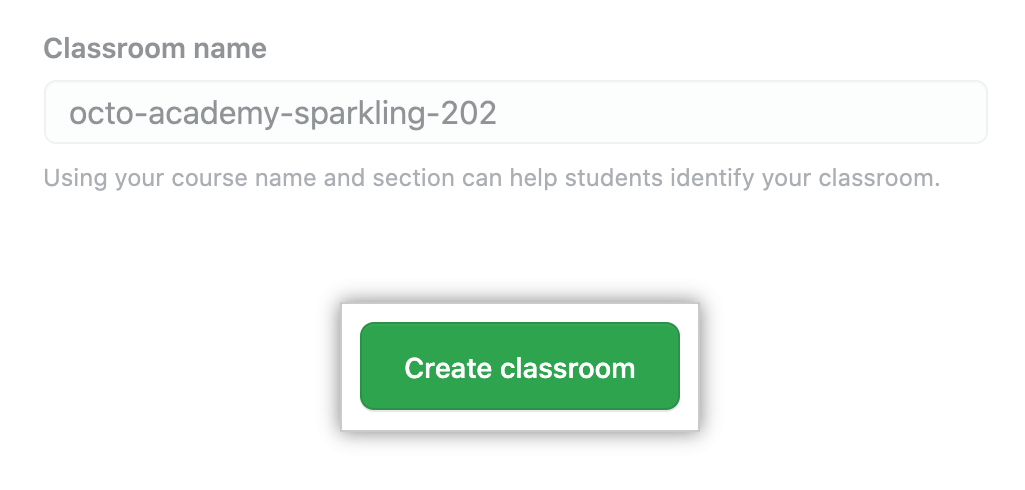 Classroom name
octo-academy-sparkling-202
Using your course name and section can help students identify your classroom.
Create classroom